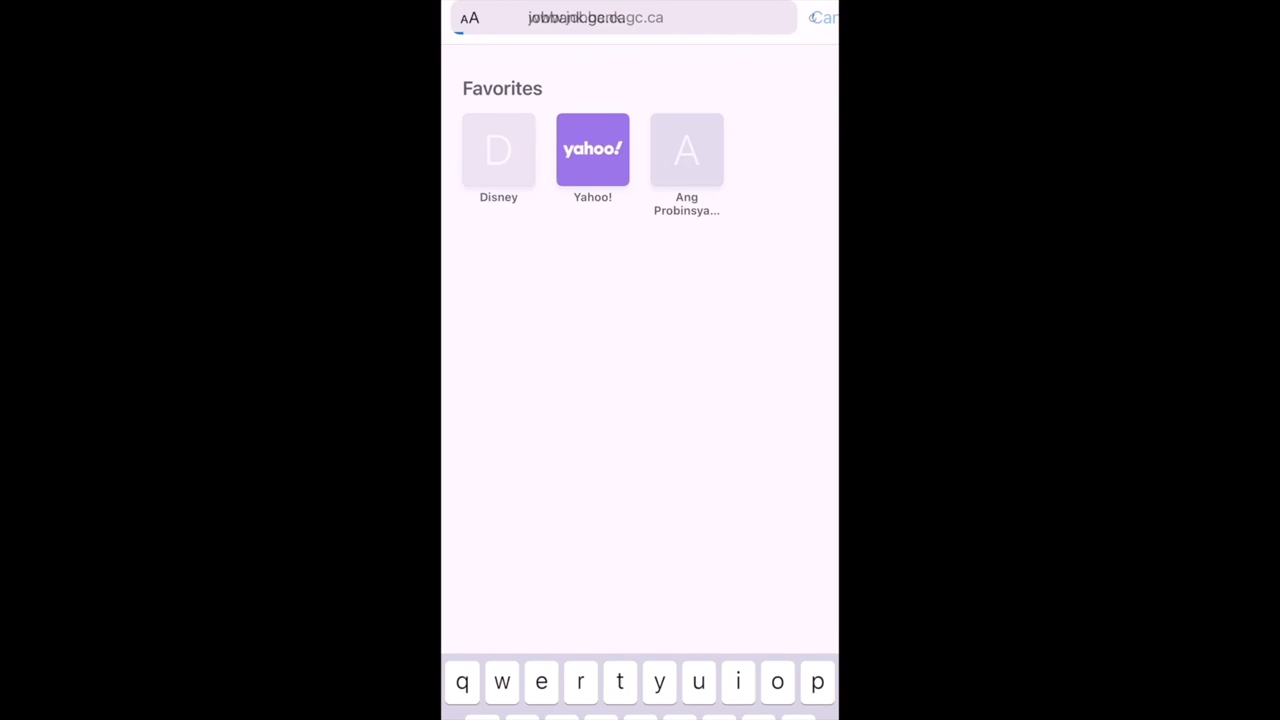 AA
Favorites
D
yahoo!
A
Disney
Yahoo!
Ang
Probinsya...
q w e r t y u i o p